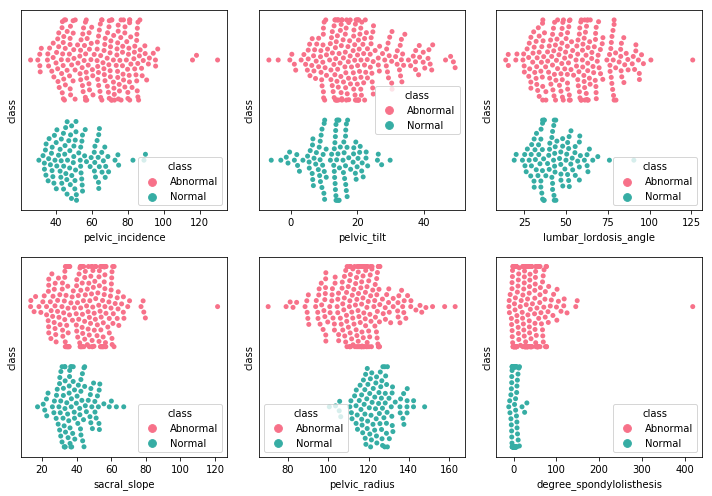 class
class
Abnormal
Normal
40 60 80 100 120
pelvic_incidence
class
class
Abnormal
Normal
0 20 40
pelvic_tilt
class
class
Abnormal
Normal
25 50 75 100 125
lumbar_lordosis_angle
class
class
Abnormal
Normal
20 40 60 80 100 120
sacral_slope
class
class
Abnormal
Normal
80 100 120 140 160
pelvic_radius
class
class
Abnormal
Normal
0 100 200 300 400
degree_spondylolisthesis